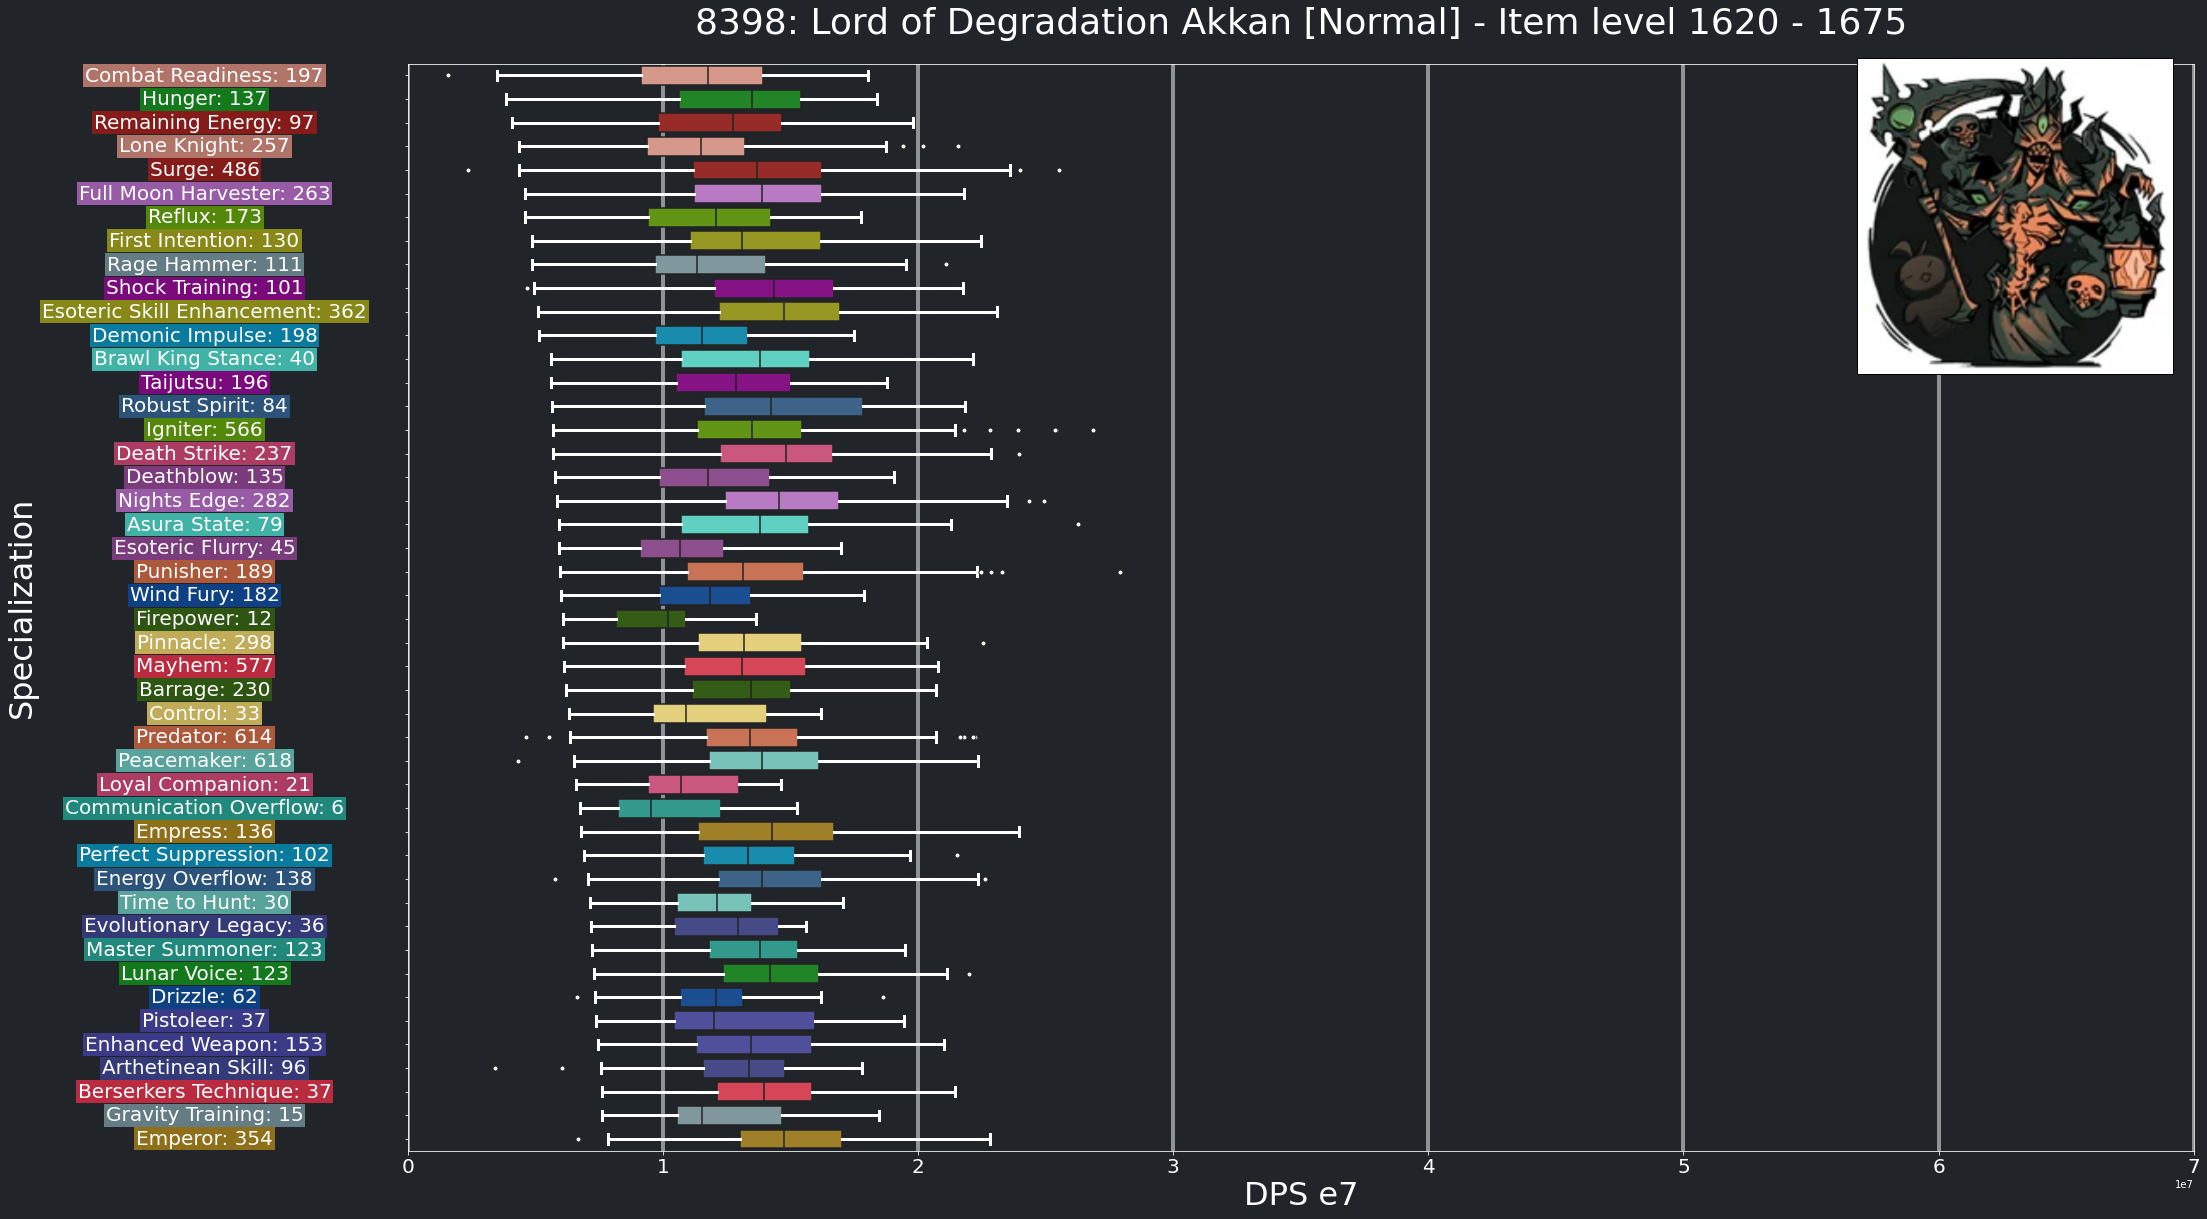 8398: Lord of Degradation Akkan [Normal] - Item level 1620 - 1675
Specialization
Combat Readiness: 197
Hunger: 137
Remaining Energy: 97
Lone Knight: 257
Surge: 486
Full Moon Harvester: 263
Reflux: 173
First Intention: 130
Rage Hammer: 111
Shock Training: 101
Esoteric Skill Enhancement: 362
Demonic Impulse: 198
Brawl King Stance: 40
Taijutsu: 196
Robust Spirit: 84
Igniter: 566
Death Strike: 237
Deathblow: 135
Nights Edge: 282
Asura State: 79
Esoteric Flurry: 45
Punisher: 189
Wind Fury: 182
Firepower: 12
Pinnacle: 298
Mayhem: 577
Barrage: 230
Control: 33
Predator: 614
Peacemaker: 618
Loyal Companion: 21
Communication Overflow: 6
Empress: 136
Perfect Suppression: 102
Energy Overflow: 138
Time to Hunt: 30
Evolutionary Legacy: 36
Master Summoner: 123
Lunar Voice: 123
Drizzle: 62
Pistoleer: 37
Enhanced Weapon: 153
Arthetinean Skill: 96
Berserkers Technique: 37
Gravity Training: 15
Emperor: 354
0 1 2 3 4 5 6 7
1e7
DPS e7